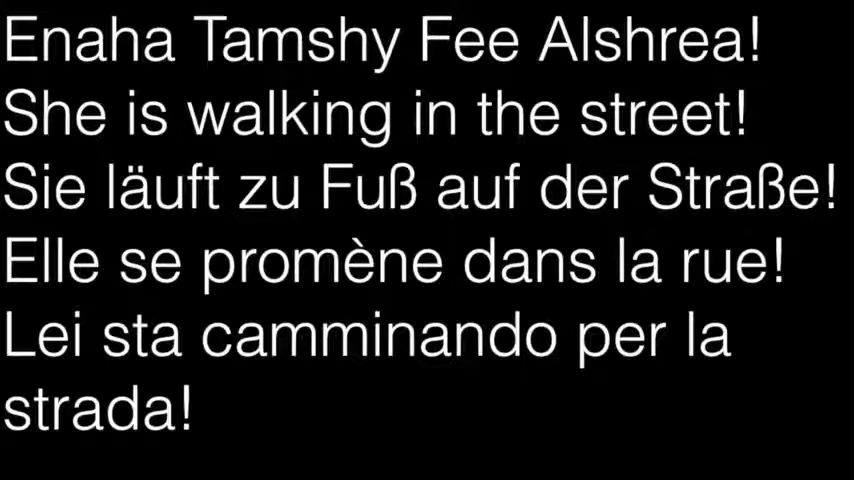 Enaha Tamshy Fee Alshrea!
She is walking in the street!
Sie läuft zu Fuß auf der Straße!
Elle se promène dans la rue!
Lei sta camminando per la
strada!